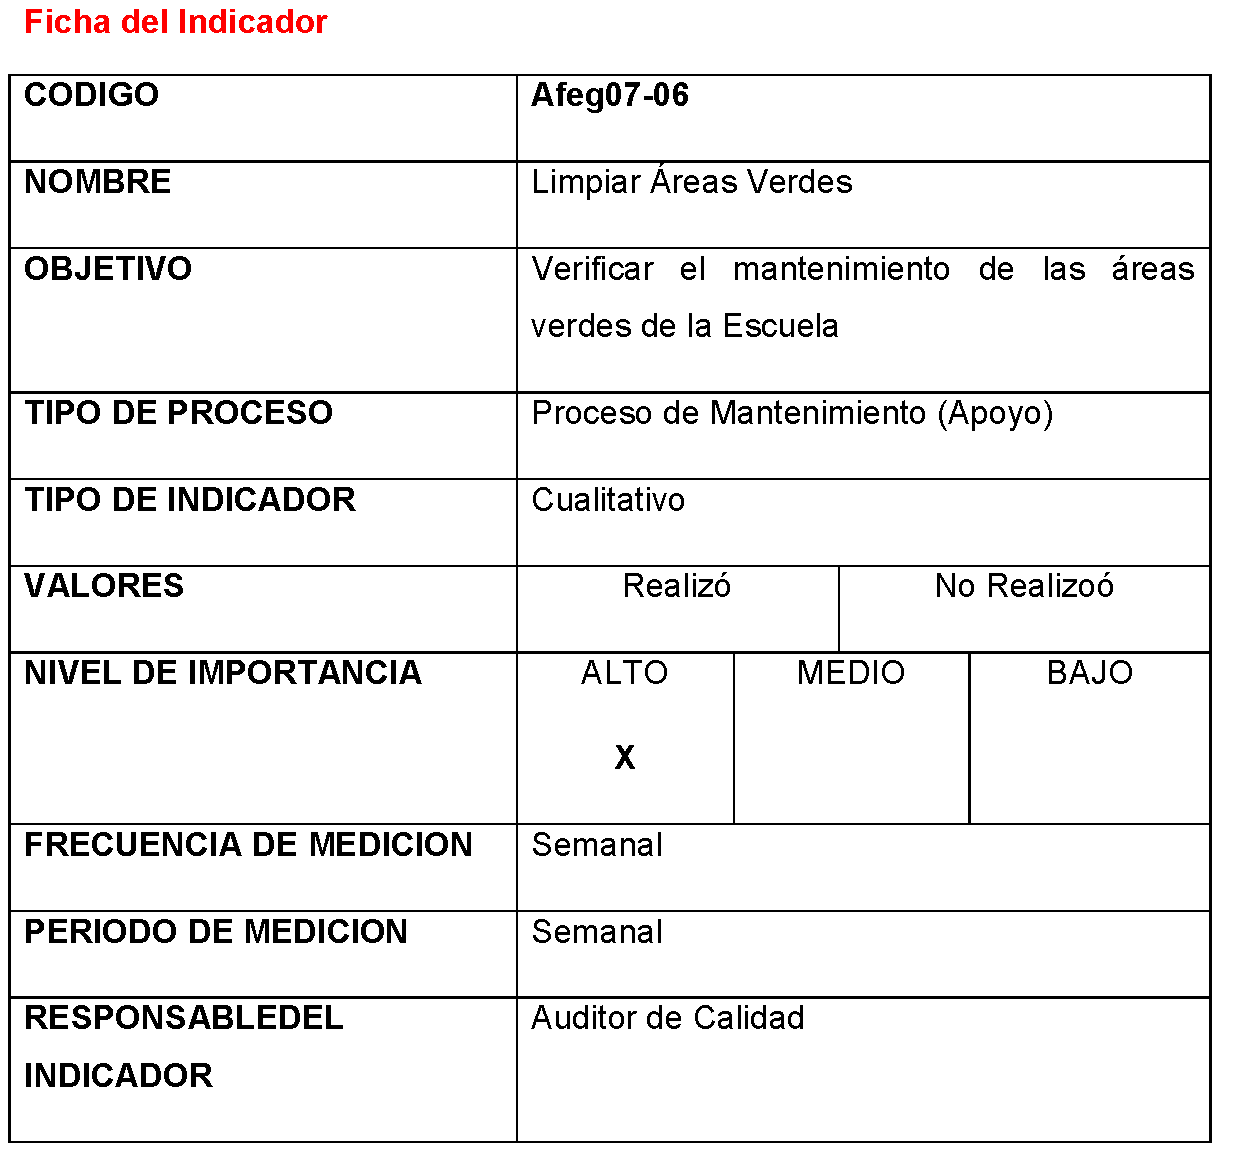 Ficha del Indicador
CODIGO Afeg07-06
NOMBRE Limpiar Áreas Verdes
OBJETIVO Verificar el mantenimiento de las áreas
verdes de la Escuela
TIPO DE PROCESO Proceso de Mantenimiento (Apoyo)
TIPO DE INDICADOR Cualitativo
VALORES Realizó No Realizoó
NIVEL DE IMPORTANCIA ALTO MEDIO BAJO
X
FRECUENCIA DE MEDICION Semanal
PERIODO DE MEDICION Semanal
RESPONSABLEDEL Auditor de Calidad
INDICADOR